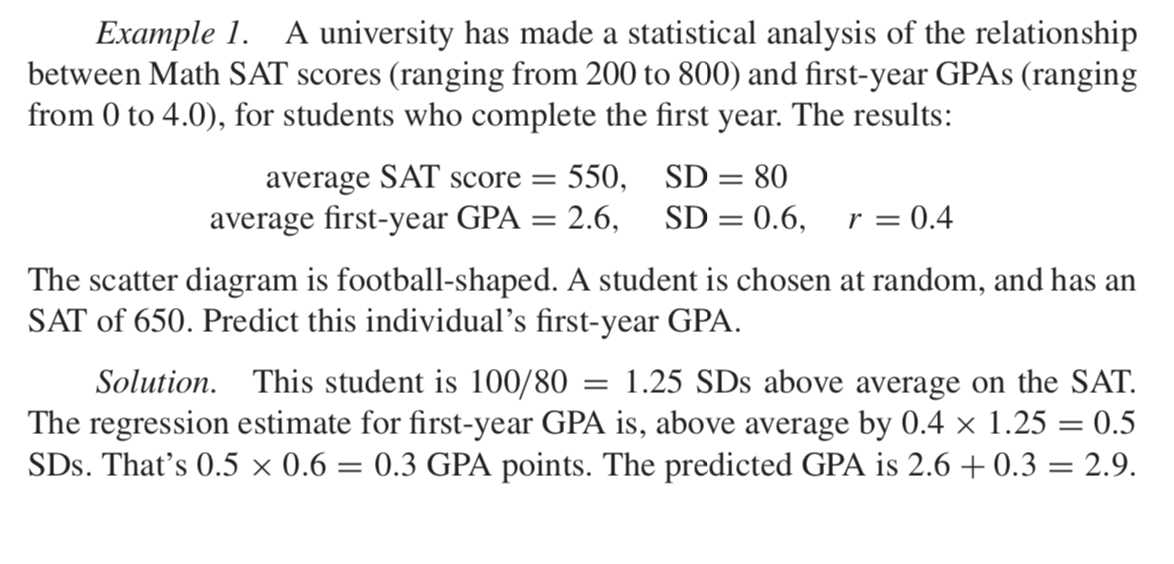 Example 1. A university has made a statistical analysis of the relationship
between Math SAT scores (ranging from 200 to 800) and first-year GPAs (ranging
from 0 to 4.0), for students who complete the first year. The results:
average SAT score = 550, SD = 80
average first-year GPA = 2.6, SD = 0.6, r = 0.4
The scatter diagram is football-shaped. A student is chosen at random, and has an
SAT of 650. Predict this individual’s first-year GPA.
Solution. This student is 100/80 = 1.25 SDs above average on the SAT.
The regression estimate for first-year GPA is, above average by 0.4 × 1.25 = 0.5
SDs. That’s 0.5 × 0.6 = 0.3 GPA points. The predicted GPA is 2.6 + 0.3 = 2.9.